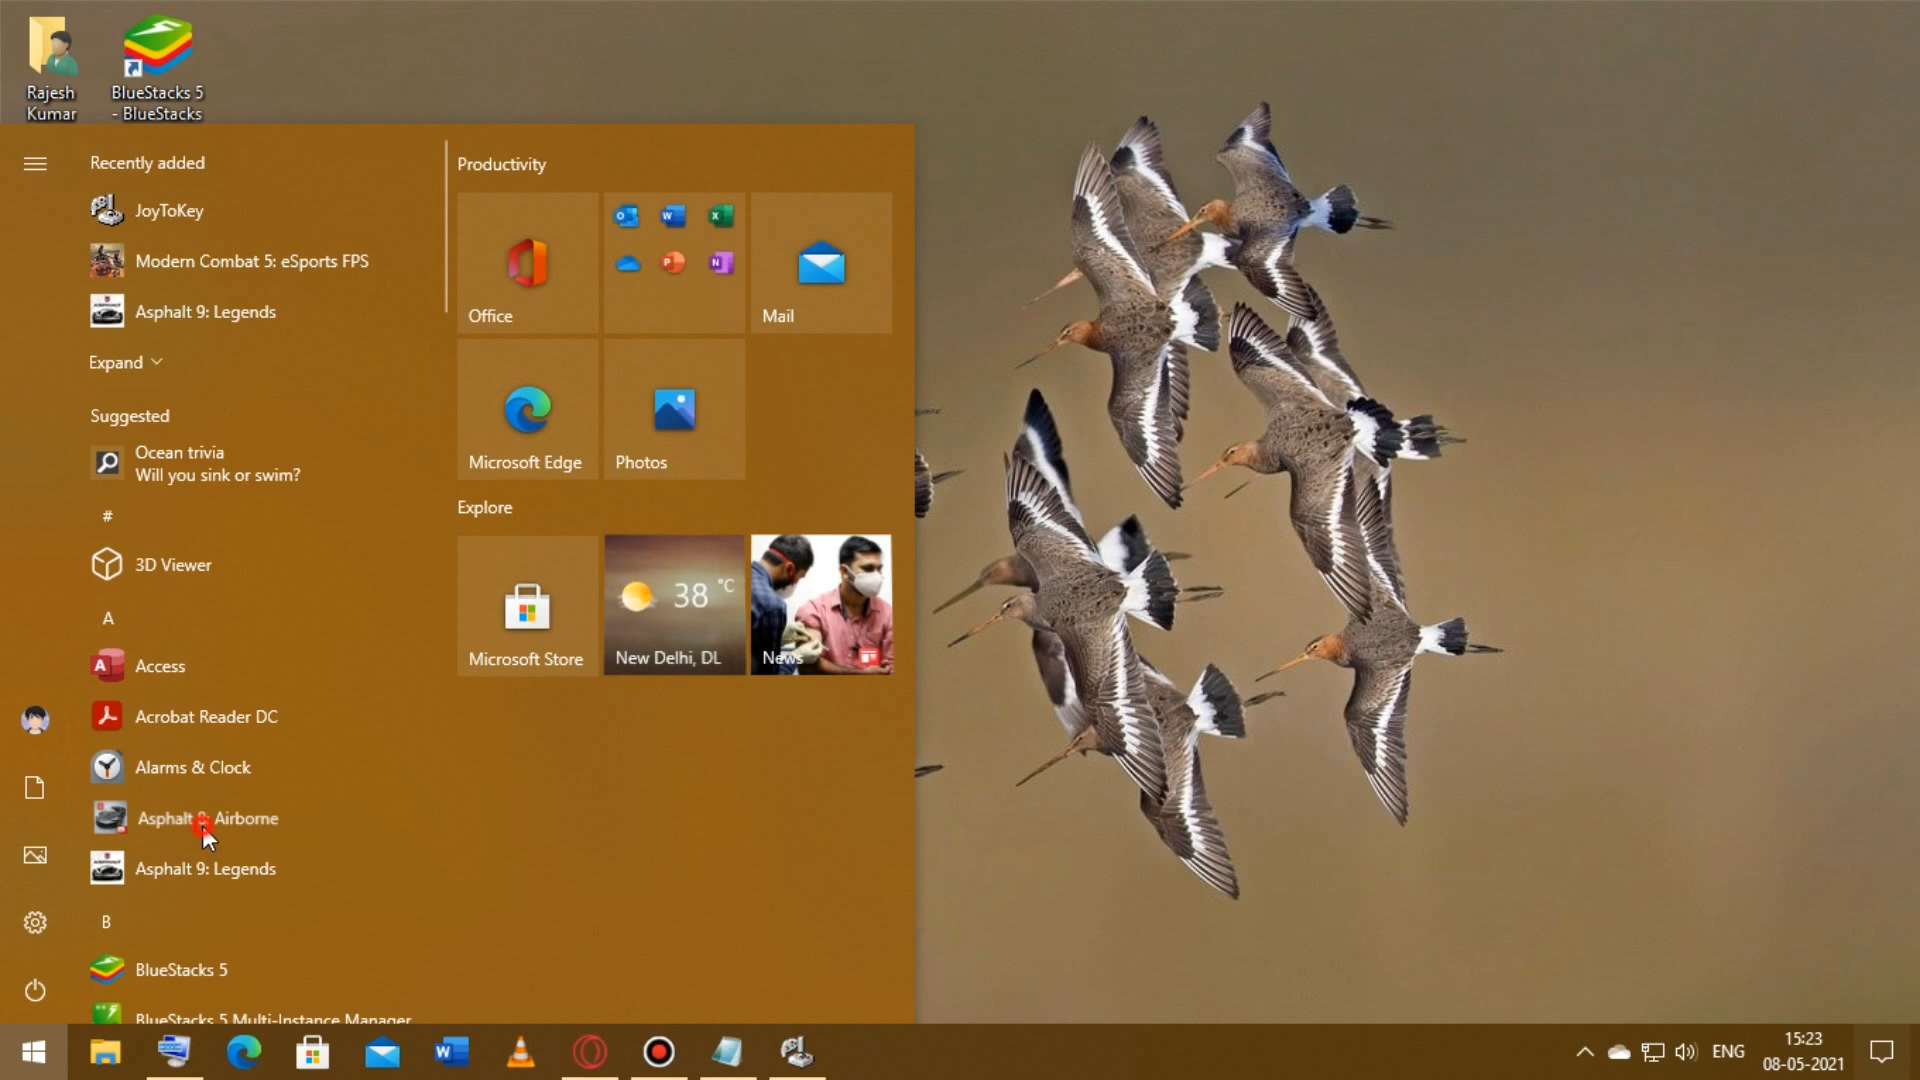 Rajesh
Kumar
BlueStacks 5
- BlueStacks
Recently added
JoyToKey
Modern Combat 5: eSports FPS
Asphalt 9: Legends
Expand
Suggested
Ocean trivia
Will you sink or swim?
#
3D Viewer
A
Access
Acrobat Reader DC
Alarms & Clock
Asphalt 8: Airborne
Asphalt 9: Legends
B
BlueStacks 5
BlueStacks 5 Multi-Instance Manager
Productivity
Office
Mail
Microsoft Edge
Photos
Explore
Microsoft Store
38 °C
New Delhi, DL
News
ENG
15:23
08-05-2021